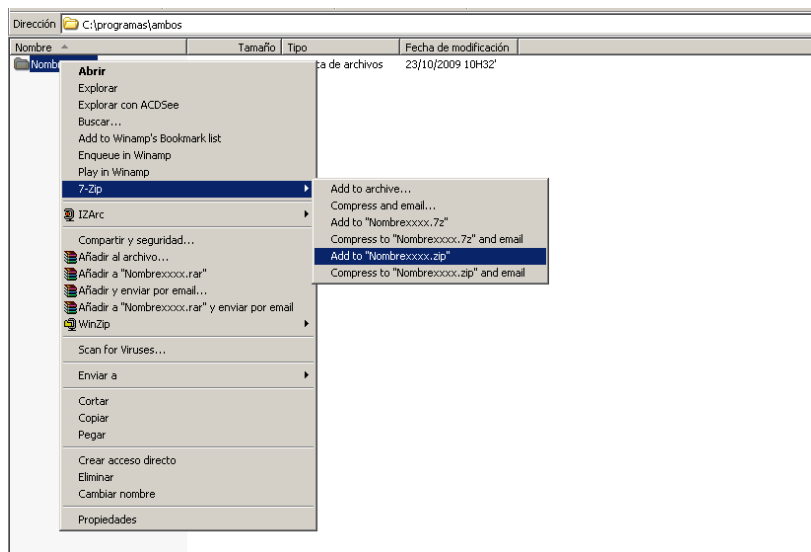 Dirección C:\programas\ambos
Nombre Tamaño Tipo Fecha de modificación
Nomb ta de archivos 23/10/2009 10H32'
Abrir
Explorar
Explorar con ACDSee
Buscar...
Add to Winamp's Bookmark list
Enqueue in Winamp
Play in Winamp
7-Zip
IZArc
Compartir y seguridad...
Añadir al archivo...
Añadir a "Nombrexxxx.rar"
Añadir y enviar por email...
Añadir a "Nombrexxxx.rar" y enviar por email
WinZip
Scan for Viruses...
Enviar a
Cortar
Copiar
Pegar
Crear acceso directo
Eliminar
Cambiar nombre
Propiedades
Add to archive...
Compress and email...
Add to "Nombrexxxx.7z"
Compress to "Nombrexxxx.7z" and email
Add to "Nombrexxxx.zip"
Compress to "Nombrexxxx.zip" and email